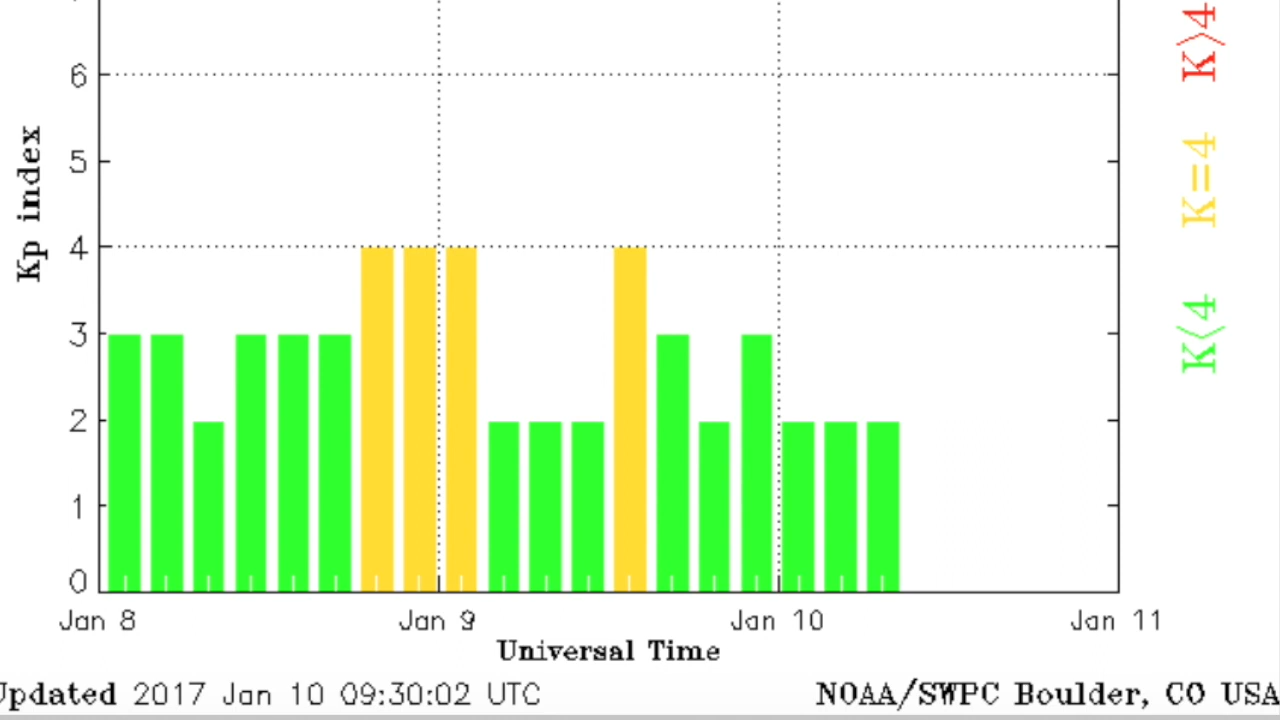 K>4
6
5
K=4
4
Kp index
3
K<4
2
1
0
Jan 8 Jan 9 Jan 10 Jan 11
Universal Time
Updated 2017 Jan 10 09:30:02 UTC NOAA/SWPC Boulder, CO USA